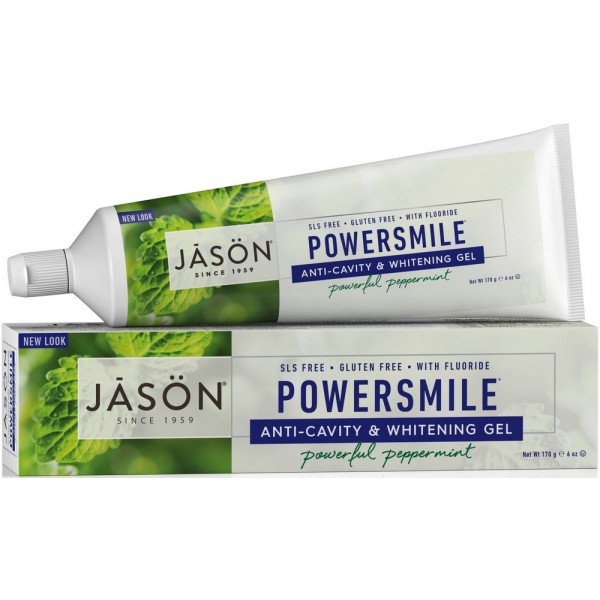 NEW LOOK
JĀSÖN®
SINCE 1959
SLS FREE • GLUTEN FREE • WITH FLUORIDE
POWERSMILE®
ANTI-CAVITY & WHITENING GEL
powerful peppermint
Net Wt 170 g e 6 oz
NEW LOOK
JĀSÖN®
SINCE 1959
SLS FREE • GLUTEN FREE • WITH FLUORIDE
POWERSMILE®
ANTI-CAVITY & WHITENING GEL
powerful peppermint
Net Wt 170 g e 6 oz